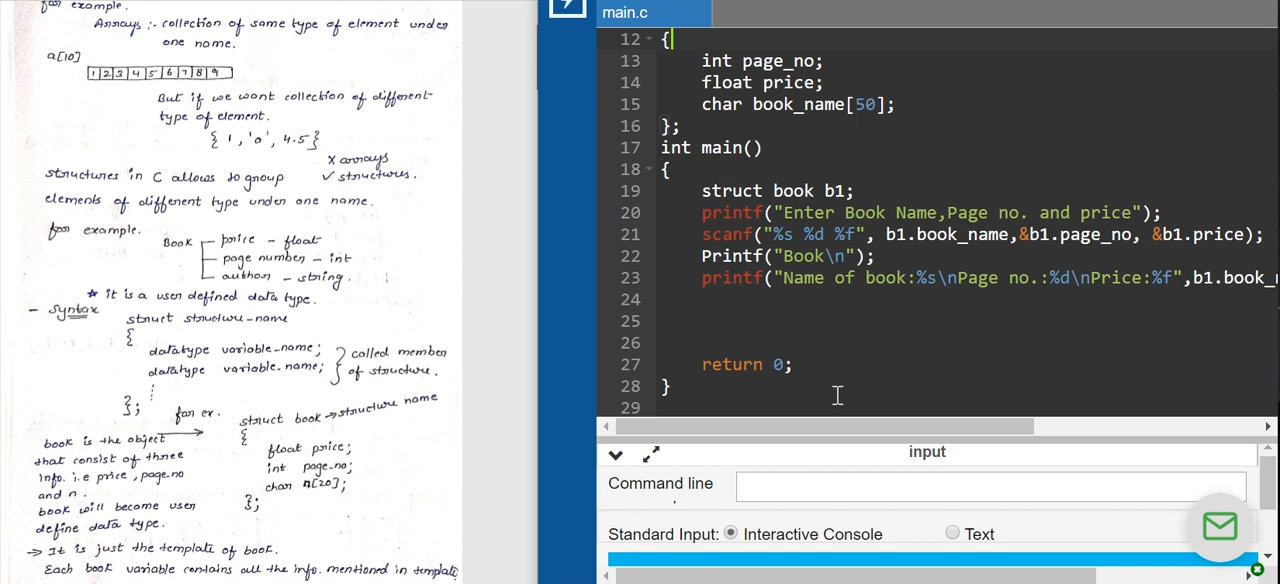 for example.
Arrays :- collection of same type of element under
one name.
a[10]
1 2 3 4 5 6 7 8 9
But if we want collection of different
type of element.
{ 1 , 'a' , 4.5 }
x arrays
structures in C allows to group ✓ structures.
elements of different type under one name.
for example.
Book price - float
page number - int
author - string.
* it is a user defined data type.
- Syntax
struct structure-name
{
datatype variable-name;
datatype variable-name;
} called member
of structure.
};
for ex.
struct book → structure name
{
float price;
int page-no;
char n[20];
};
book is the object
that consist of three
info. i.e price, page-no
and n.
book will become user
define data type.
→ It is just the template of book.
Each book variable contains all the info. mentioned in template
main.c
12 {
13 int page_no;
14 float price;
15 char book_name[50];
16 };
17 int main()
18 {
19 struct book b1;
20 printf("Enter Book Name,Page no. and price");
21 scanf("%s %d %f", b1.book_name,&b1.page_no, &b1.price);
22 Printf("Book\n");
23 printf("Name of book:%s\nPage no.:%d\nPrice:%f",b1.book_
24
25
26
27 return 0;
28 }
29
input
Command line
Standard Input: Interactive Console Text